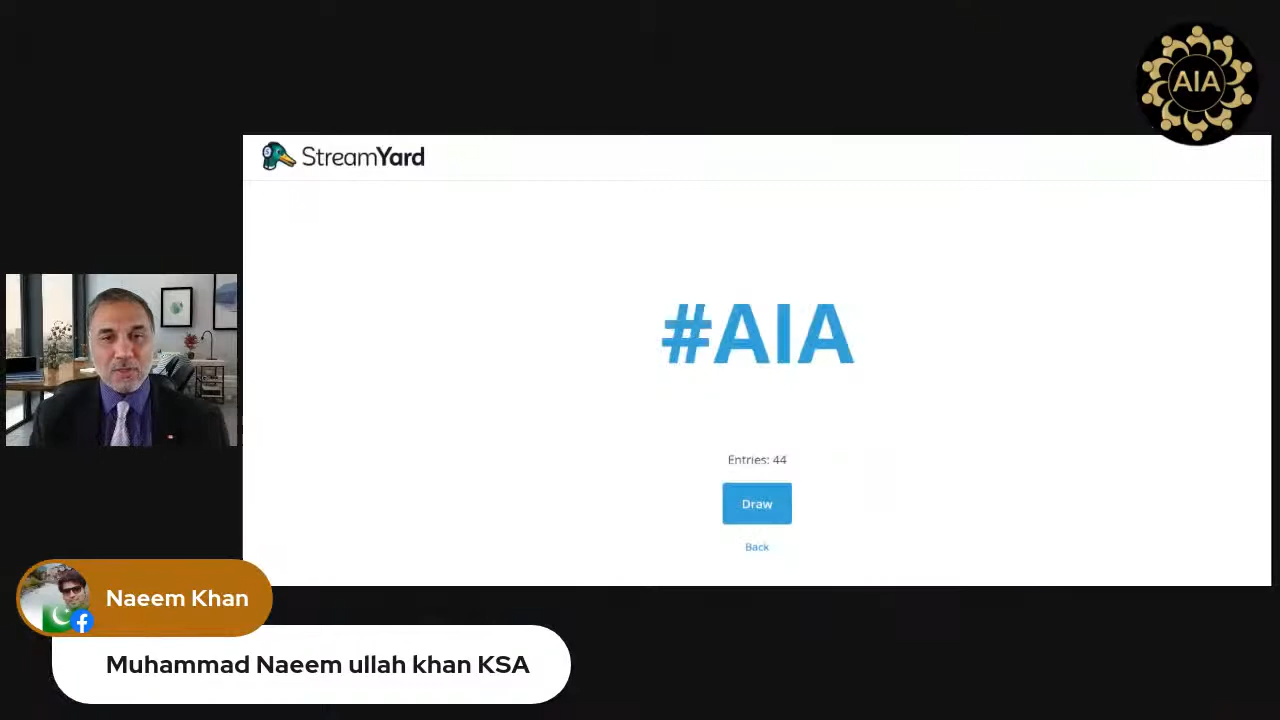 AIA
StreamYard
#AIA
Entries: 44
Draw
Back
Naeem Khan
Muhammad Naeem ullah khan KSA